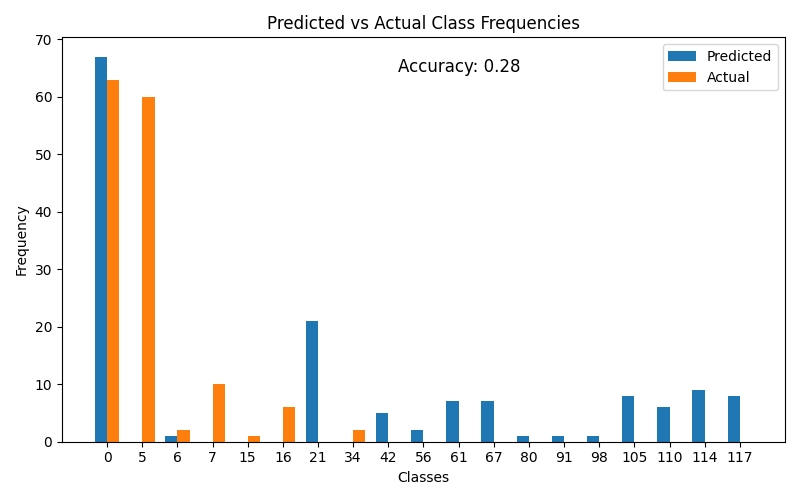 Predicted vs Actual Class Frequencies
Accuracy: 0.28
Predicted
Actual
Frequency
70
60
50
40
30
20
10
0
0 5 6 7 15 16 21 34 42 56 61 67 80 91 98 105 110 114 117
Classes